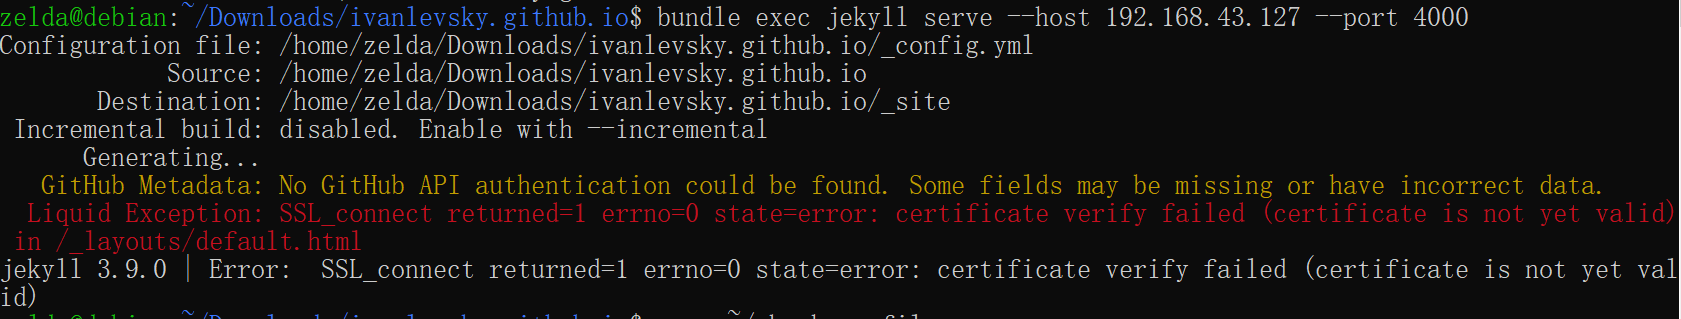 zelda@debian:~/Downloads/ivanlevsky.github.io$ bundle exec jekyll serve --host 192.168.43.127 --port 4000
Configuration file: /home/zelda/Downloads/ivanlevsky.github.io/_config.yml
Source: /home/zelda/Downloads/ivanlevsky.github.io
Destination: /home/zelda/Downloads/ivanlevsky.github.io/_site
Incremental build: disabled. Enable with --incremental
Generating...
GitHub Metadata: No GitHub API authentication could be found. Some fields may be missing or have incorrect data.
Liquid Exception: SSL_connect returned=1 errno=0 state=error: certificate verify failed (certificate is not yet valid)
in /_layouts/default.html
jekyll 3.9.0 | Error:  SSL_connect returned=1 errno=0 state=error: certificate verify failed (certificate is not yet val
id)